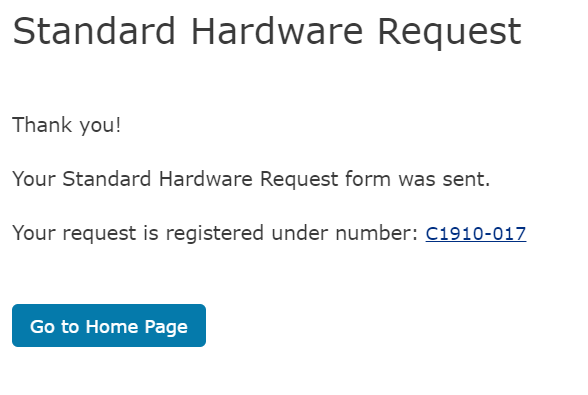 Standard Hardware Request
Thank you!
Your Standard Hardware Request form was sent.
Your request is registered under number: C1910-017
Go to Home Page